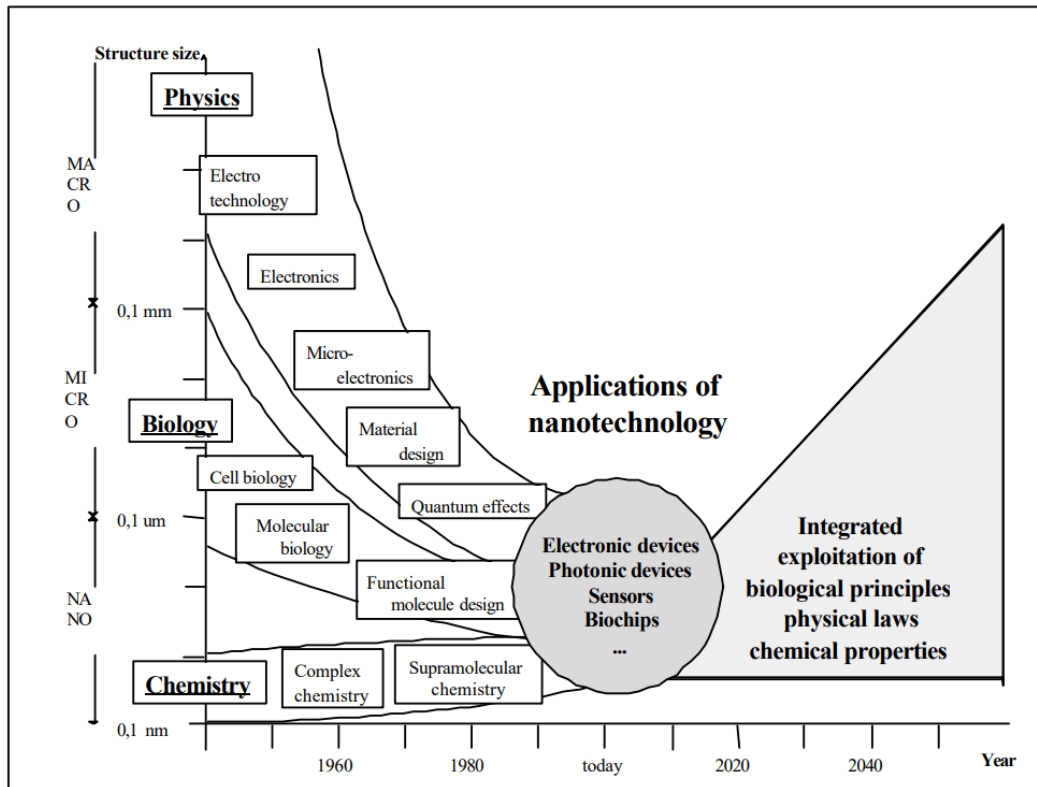 Structure size
Physics
MA
CR
O
Electro
technology
Electronics
0,1 mm
Micro-
electronics
MI
CR
O
Applications of
nanotechnology
Biology
Material
design
Cell biology
Quantum effects
0,1 um
Molecular
biology
Electronic devices
Photonic devices
Sensors
Biochips
...
Integrated
exploitation of
biological principles
physical laws
chemical properties
Functional
molecule design
NA
NO
Chemistry
Complex
chemistry
Supramolecular
chemistry
0,1 nm
1960
1980
today
2020
2040
Year